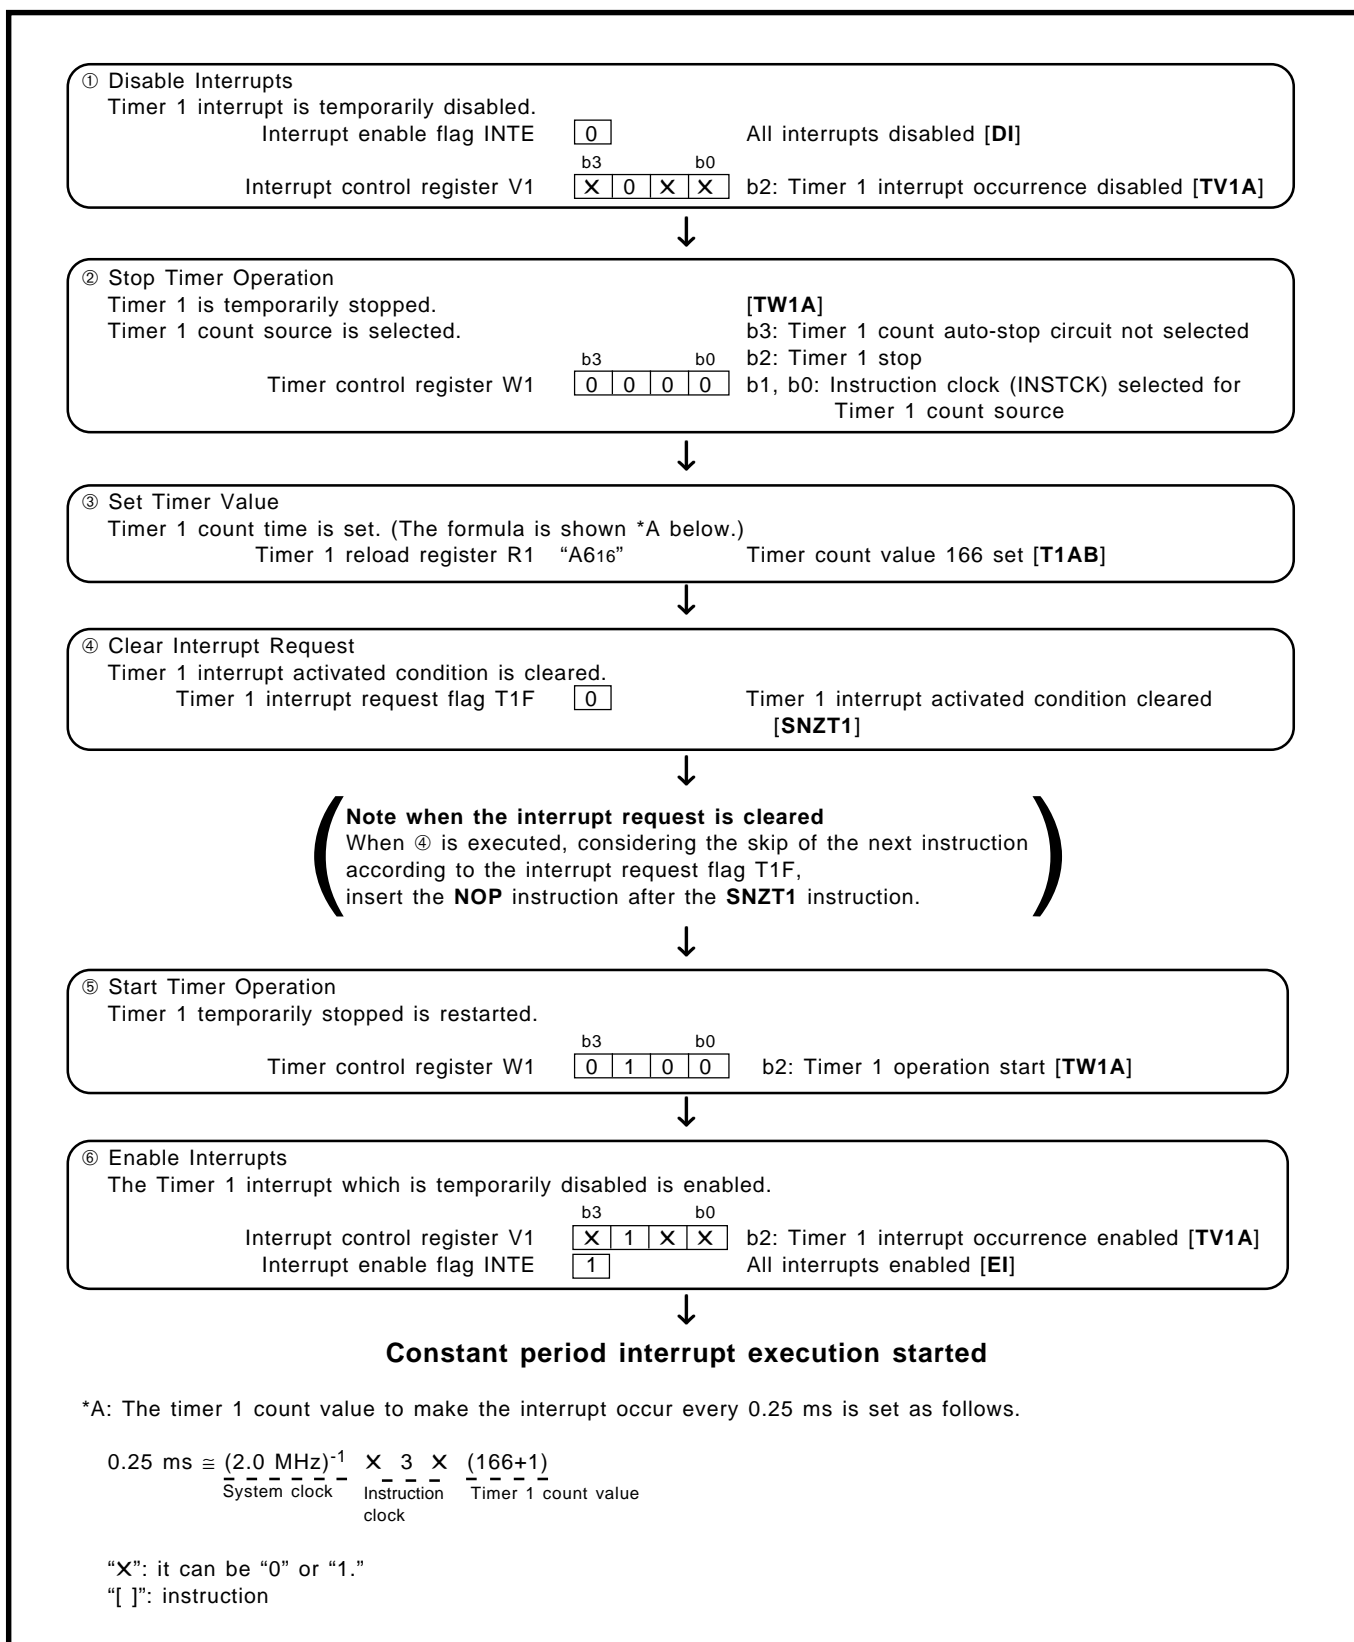 ① Disable Interrupts
Timer 1 interrupt is temporarily disabled.
Interrupt enable flag INTE 0 All interrupts disabled [DI]
b3 b0
Interrupt control register V1 ✕ 0 ✕ ✕ b2: Timer 1 interrupt occurrence disabled [TV1A]
↓
② Stop Timer Operation
Timer 1 is temporarily stopped. [TW1A]
Timer 1 count source is selected. b3: Timer 1 count auto-stop circuit not selected
b3 b0 b2: Timer 1 stop
Timer control register W1 0 0 0 0 b1, b0: Instruction clock (INSTCK) selected for
Timer 1 count source
↓
③ Set Timer Value
Timer 1 count time is set. (The formula is shown *A below.)
Timer 1 reload register R1 “A616” Timer count value 166 set [T1AB]
↓
④ Clear Interrupt Request
Timer 1 interrupt activated condition is cleared.
Timer 1 interrupt request flag T1F 0 Timer 1 interrupt activated condition cleared
[SNZT1]
↓
Note when the interrupt request is cleared
When ④ is executed, considering the skip of the next instruction
according to the interrupt request flag T1F,
insert the NOP instruction after the SNZT1 instruction.
↓
⑤ Start Timer Operation
Timer 1 temporarily stopped is restarted.
b3 b0
Timer control register W1 0 1 0 0 b2: Timer 1 operation start [TW1A]
↓
⑥ Enable Interrupts
The Timer 1 interrupt which is temporarily disabled is enabled.
b3 b0
Interrupt control register V1 ✕ 1 ✕ ✕ b2: Timer 1 interrupt occurrence enabled [TV1A]
Interrupt enable flag INTE 1 All interrupts enabled [EI]
↓
Constant period interrupt execution started
*A: The timer 1 count value to make the interrupt occur every 0.25 ms is set as follows.
0.25 ms ≅ (2.0 MHz)-1 ✕ 3 ✕ (166+1)
System clock Instruction Timer 1 count value
clock
“✕”: it can be “0” or “1.”
“[ ]”: instruction